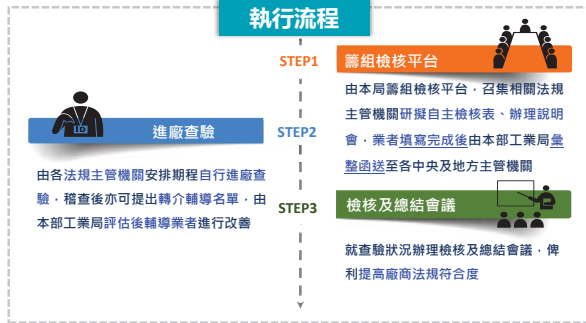 執行流程
STEP1
籌組檢核平台
由本局籌組檢核平台，召集相關法規
主管機關研擬自主檢核表、辦理說明
會，業者填寫完成後由本部工業局彙
整函送至各中央及地方主管機關
STEP2
ID
進廠查驗
由各法規主管機關安排期程自行進廠查
驗，稽查後亦可提出轉介輔導名單，由
本部工業局評估後輔導業者進行改善
STEP3
檢核及總結會議
就查驗狀況辦理檢核及總結會議，俾
利提高廠商法規符合度